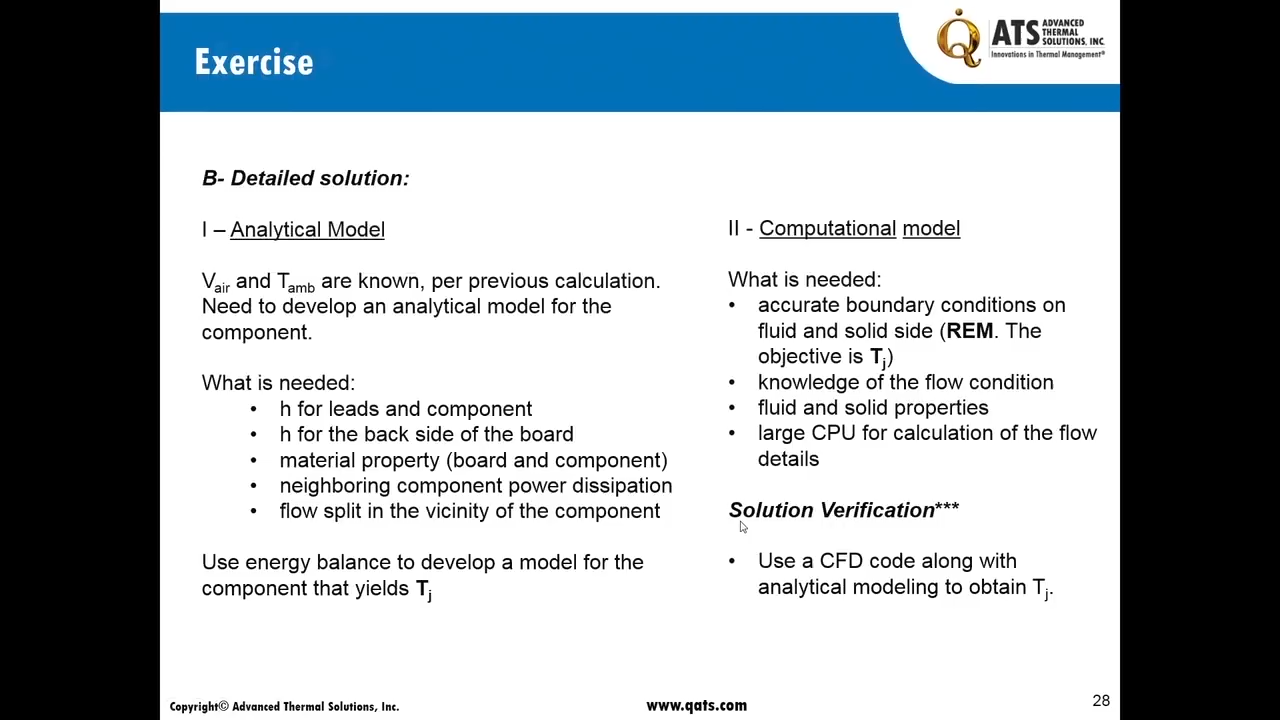 Exercise
ATS ADVANCED
THERMAL
SOLUTIONS, INC.
Innovations in Thermal Management®
B- Detailed solution:
I – Analytical Model
Vair and Tamb are known, per previous calculation.
Need to develop an analytical model for the
component.
What is needed:
• h for leads and component
• h for the back side of the board
• material property (board and component)
• neighboring component power dissipation
• flow split in the vicinity of the component
Use energy balance to develop a model for the
component that yields Tj
II - Computational model
What is needed:
• accurate boundary conditions on
fluid and solid side (REM. The
objective is Tj)
• knowledge of the flow condition
• fluid and solid properties
• large CPU for calculation of the flow
details
Solution Verification***
• Use a CFD code along with
analytical modeling to obtain Tj.
Copyright© Advanced Thermal Solutions, Inc.
www.qats.com
28